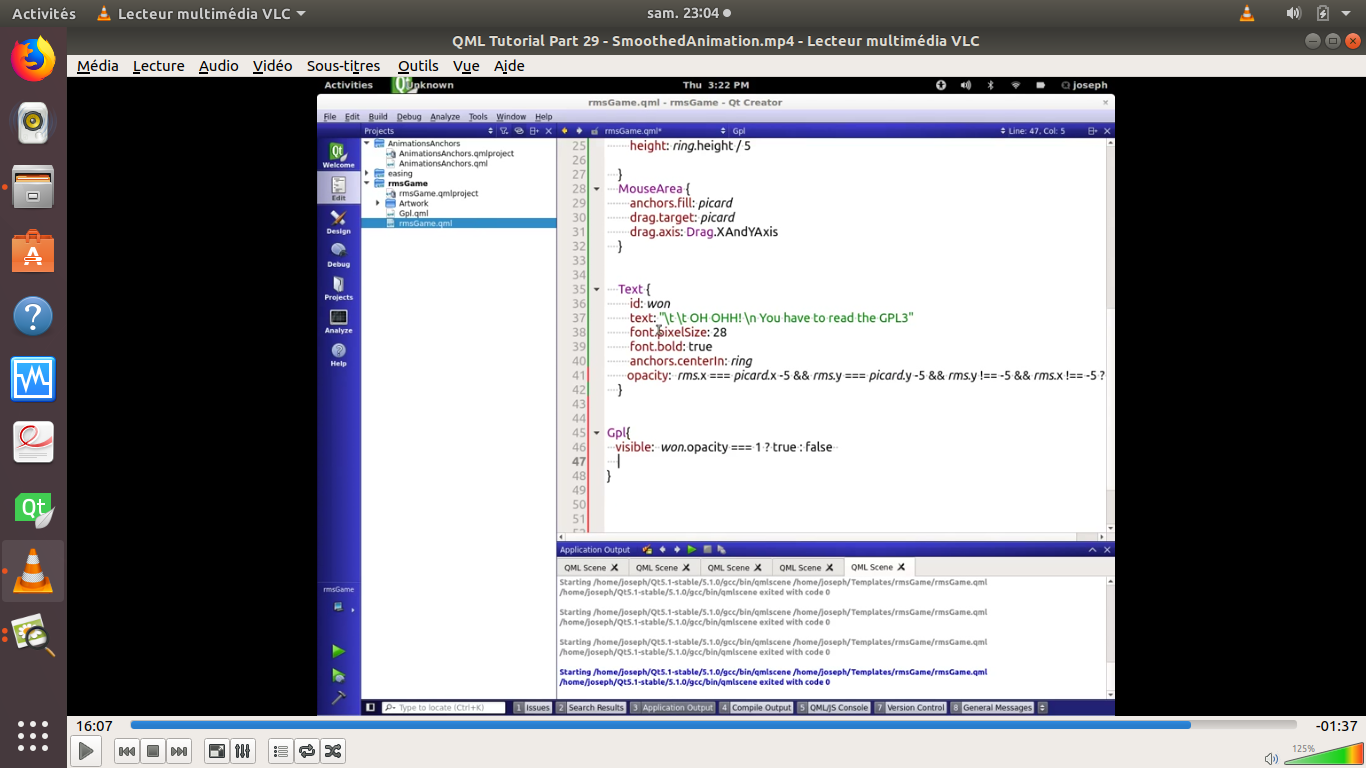 Activités
Lecteur multimédia VLC
sam. 23:04
QML Tutorial Part 29 - SmoothedAnimation.mp4 - Lecteur multimédia VLC
Média Lecture Audio Vidéo Sous-titres Outils Vue Aide
Activities
Unknown
Thu 3:22 PM
joseph
rmsGame.qml - rmsGame - Qt Creator
File Edit Build Debug Analyze Tools Window Help
Projects
rmsGame.qml*
Gpl
Line: 47, Col: 5
Welcome
Edit
Design
Debug
Projects
Analyze
Help
AnimationsAnchors
AnimationsAnchors.qmlproject
AnimationsAnchors.qml
easing
rmsGame
rmsGame.qmlproject
Artwork
Gpl.qml
rmsGame.qml
25 height: ring.height / 5
26
27 }
28 MouseArea {
29 anchors.fill: picard
30 drag.target: picard
31 drag.axis: Drag.XAndYAxis
32 }
33
34
35 Text {
36 id: won
37 text: "\t \t OH OHH! \n You have to read the GPL3"
38 font.pixelSize: 28
39 font.bold: true
40 anchors.centerIn: ring
41 opacity: rms.x === picard.x -5 && rms.y === picard.y -5 && rms.y !== -5 && rms.x !== -5 ?
42 }
43
44
45 Gpl{
46 visible: won.opacity === 1 ? true : false
47
48 }
49
50
51
Application Output
QML Scene QML Scene QML Scene QML Scene QML Scene
Starting /home/joseph/Qt5.1-stable/5.1.0/gcc/bin/qmlscene /home/joseph/Templates/rmsGame/rmsGame.qml
/home/joseph/Qt5.1-stable/5.1.0/gcc/bin/qmlscene exited with code 0
Starting /home/joseph/Qt5.1-stable/5.1.0/gcc/bin/qmlscene /home/joseph/Templates/rmsGame/rmsGame.qml
/home/joseph/Qt5.1-stable/5.1.0/gcc/bin/qmlscene exited with code 0
Starting /home/joseph/Qt5.1-stable/5.1.0/gcc/bin/qmlscene /home/joseph/Templates/rmsGame/rmsGame.qml
/home/joseph/Qt5.1-stable/5.1.0/gcc/bin/qmlscene exited with code 0
Starting /home/joseph/Qt5.1-stable/5.1.0/gcc/bin/qmlscene /home/joseph/Templates/rmsGame/rmsGame.qml
/home/joseph/Qt5.1-stable/5.1.0/gcc/bin/qmlscene exited with code 0
rmsGame
Type to locate (Ctrl+K)
1 Issues 2 Search Results 3 Application Output 4 Compile Output 5 QML/JS Console 7 Version Control 8 General Messages
16:07
-01:37
125%